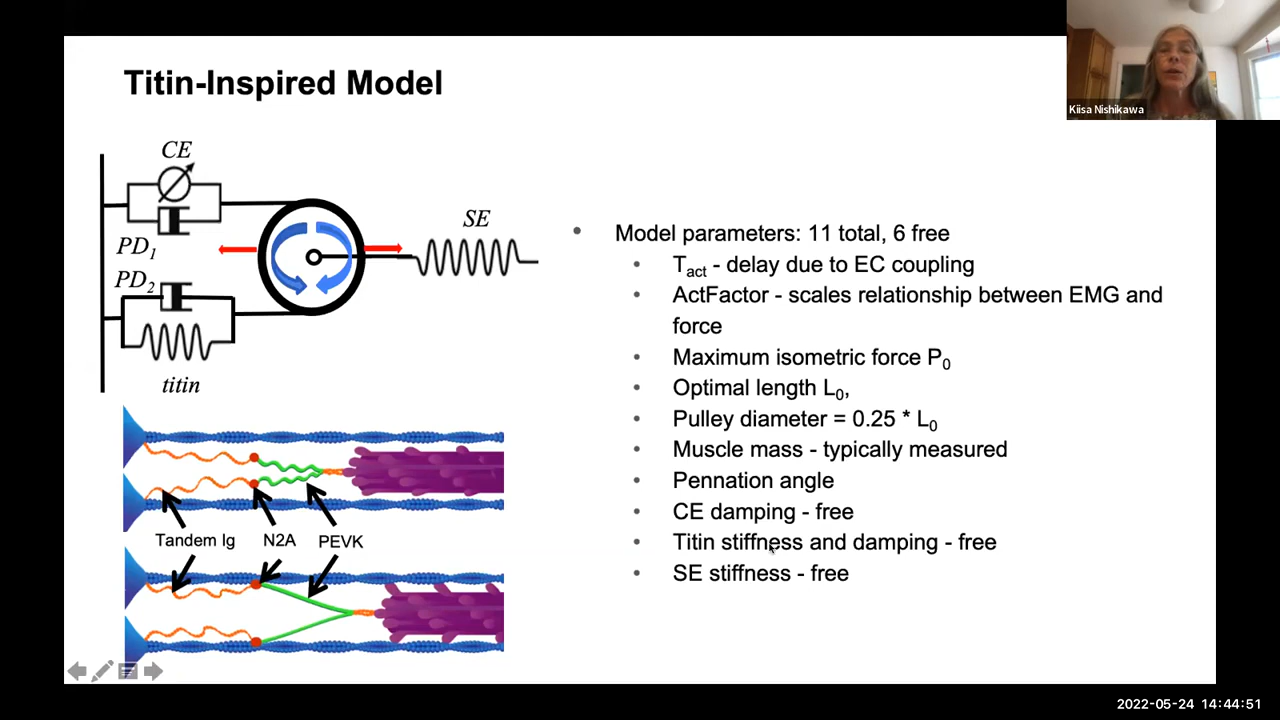 Titin-Inspired Model
Kiisa Nishikawa
CE
PD1
PD2
titin
SE
Tandem Ig
N2A
PEVK
Model parameters: 11 total, 6 free
Tact - delay due to EC coupling
ActFactor - scales relationship between EMG and
force
Maximum isometric force P0
Optimal length L0,
Pulley diameter = 0.25 * L0
Muscle mass - typically measured
Pennation angle
CE damping - free
Titin stiffness and damping - free
SE stiffness - free
2022-05-24 14:44:51